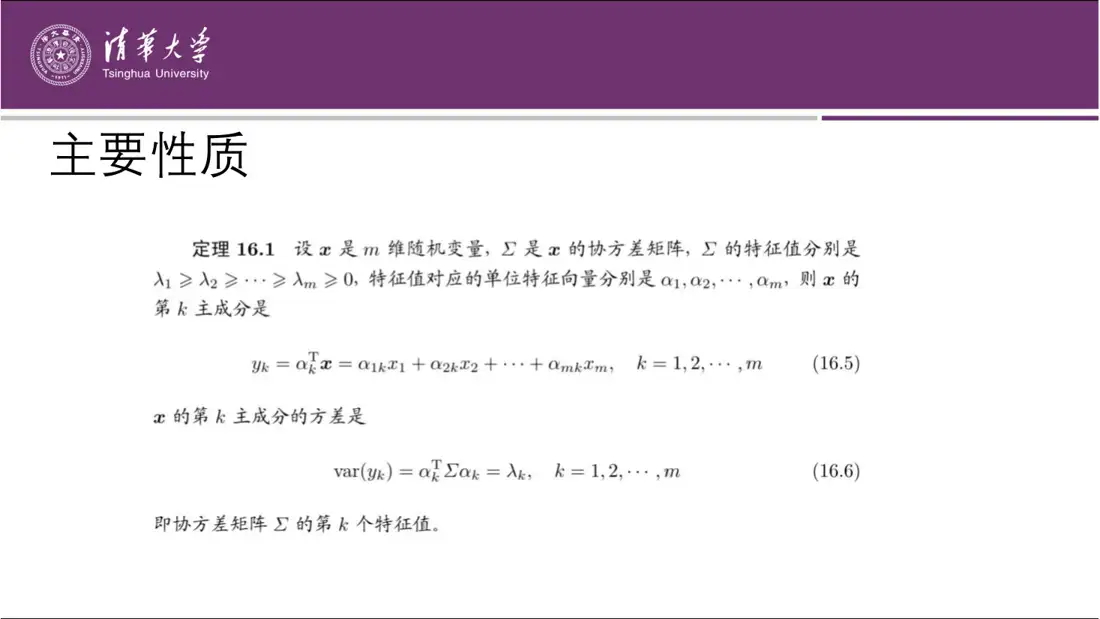 清华大学
Tsinghua University
主要性质
定理 16.1 设 x 是 m 维随机变量，Σ 是 x 的协方差矩阵，Σ 的特征值分别是
λ₁ ⩾ λ₂ ⩾ ··· ⩾ λₘ ⩾ 0，特征值对应的单位特征向量分别是 α₁, α₂, ···, αₘ，则 x 的
第 k 主成分是
yₖ = αₖᵀx = α₁ₖx₁ + α₂ₖx₂ + ··· + αₘₖxₘ, k = 1, 2, ···, m (16.5)
x 的第 k 主成分的方差是
var(yₖ) = αₖᵀΣαₖ = λₖ, k = 1, 2, ···, m (16.6)
即协方差矩阵 Σ 的第 k 个特征值。